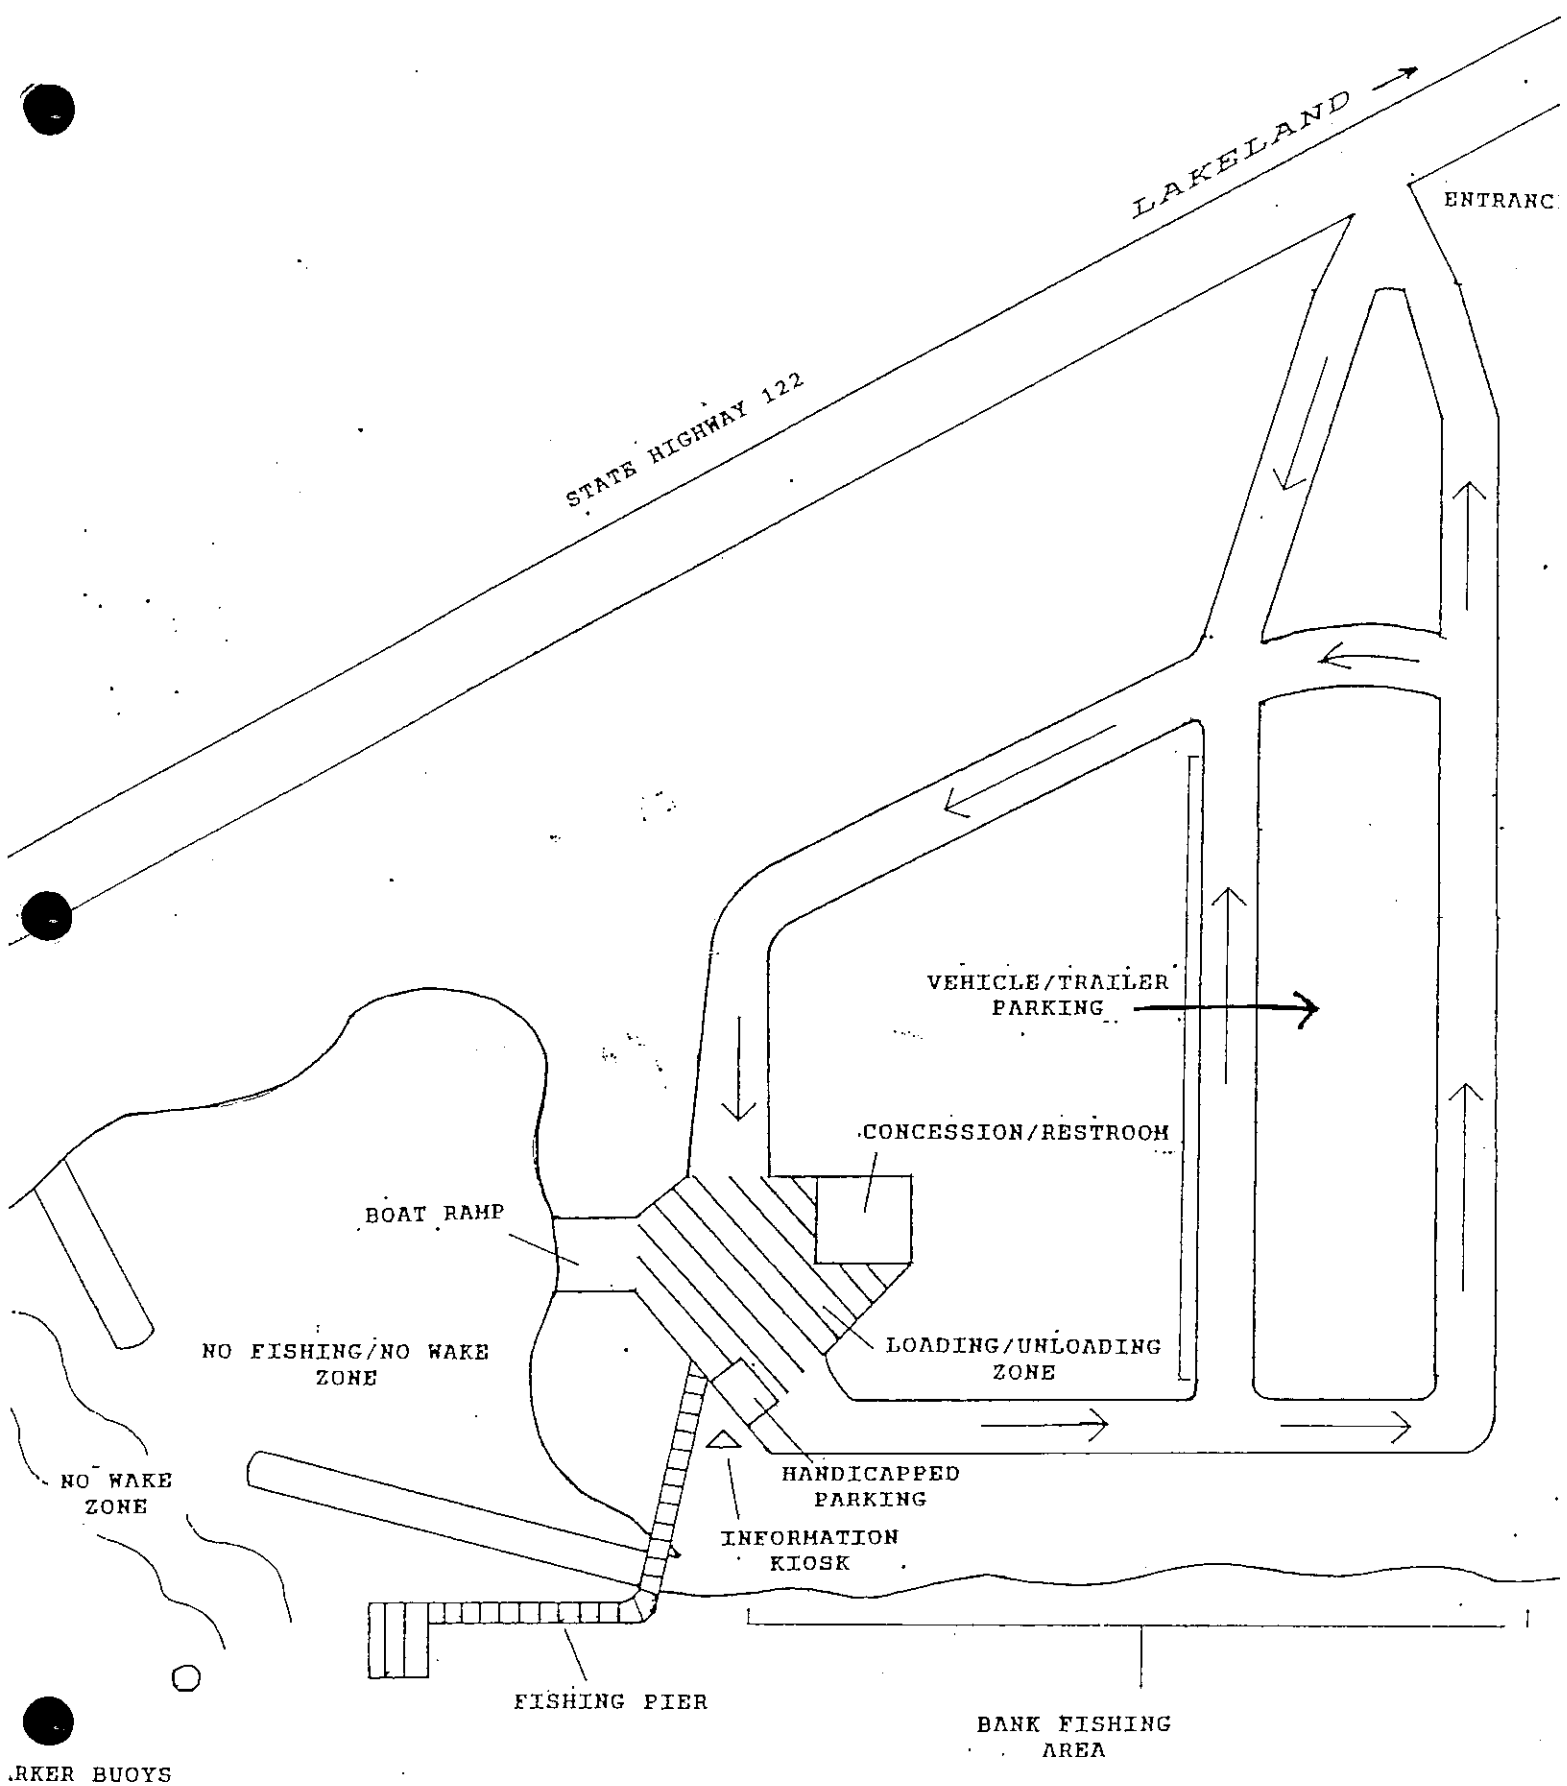 LAKELAND
ENTRANC
STATE HIGHWAY 122
VEHICLE/TRAILER
PARKING
CONCESSION/RESTROOM
BOAT RAMP
NO FISHING/NO WAKE
ZONE
LOADING/UNLOADING
ZONE
NO WAKE
ZONE
HANDICAPPED
PARKING
INFORMATION
KIOSK
FISHING PIER
BANK FISHING
AREA
RKER BUOYS